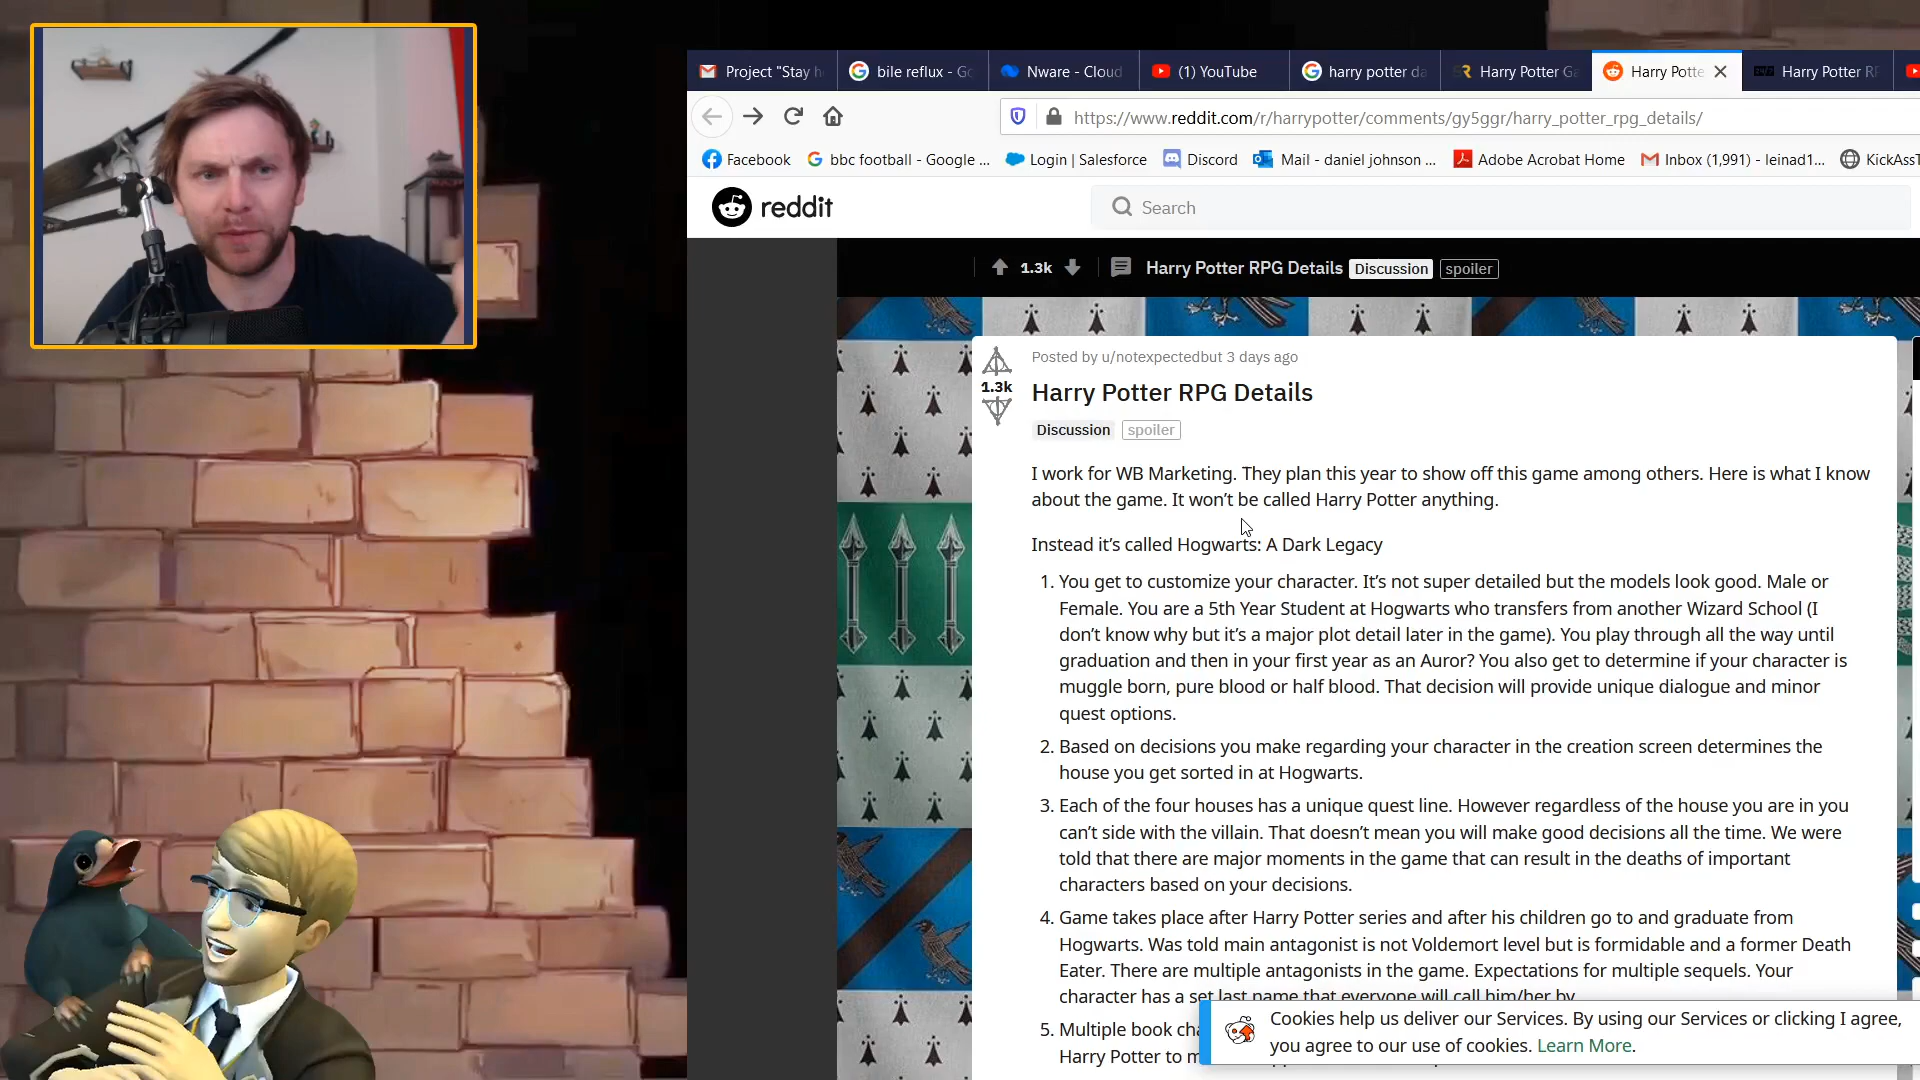 Project "Stay h
bile reflux - Go
Nware - Cloud
(1) YouTube
harry potter da
Harry Potter Ga
Harry Potte
Harry Potter RP
https://www.reddit.com/r/harrypotter/comments/gy5ggr/harry_potter_rpg_details/
Facebook
bbc football - Google ...
Login | Salesforce
Discord
Mail - daniel johnson ...
Adobe Acrobat Home
Inbox (1,991) - leinad1...
KickAssT
reddit
Search
1.3k
Harry Potter RPG Details Discussion spoiler
Posted by u/notexpectedbut 3 days ago
1.3k
Harry Potter RPG Details
Discussion spoiler
I work for WB Marketing. They plan this year to show off this game among others. Here is what I know
about the game. It won't be called Harry Potter anything.
Instead it's called Hogwarts: A Dark Legacy
1. You get to customize your character. It's not super detailed but the models look good. Male or
Female. You are a 5th Year Student at Hogwarts who transfers from another Wizard School (I
don't know why but it's a major plot detail later in the game). You play through all the way until
graduation and then in your first year as an Auror? You also get to determine if your character is
muggle born, pure blood or half blood. That decision will provide unique dialogue and minor
quest options.
2. Based on decisions you make regarding your character in the creation screen determines the
house you get sorted in at Hogwarts.
3. Each of the four houses has a unique quest line. However regardless of the house you are in you
can't side with the villain. That doesn't mean you will make good decisions all the time. We were
told that there are major moments in the game that can result in the deaths of important
characters based on your decisions.
4. Game takes place after Harry Potter series and after his children go to and graduate from
Hogwarts. Was told main antagonist is not Voldemort level but is formidable and a former Death
Eater. There are multiple antagonists in the game. Expectations for multiple sequels. Your
character has a set last name that everyone will call him/her by
5. Multiple book cha
Harry Potter to m
Cookies help us deliver our Services. By using our Services or clicking I agree,
you agree to our use of cookies. Learn More.